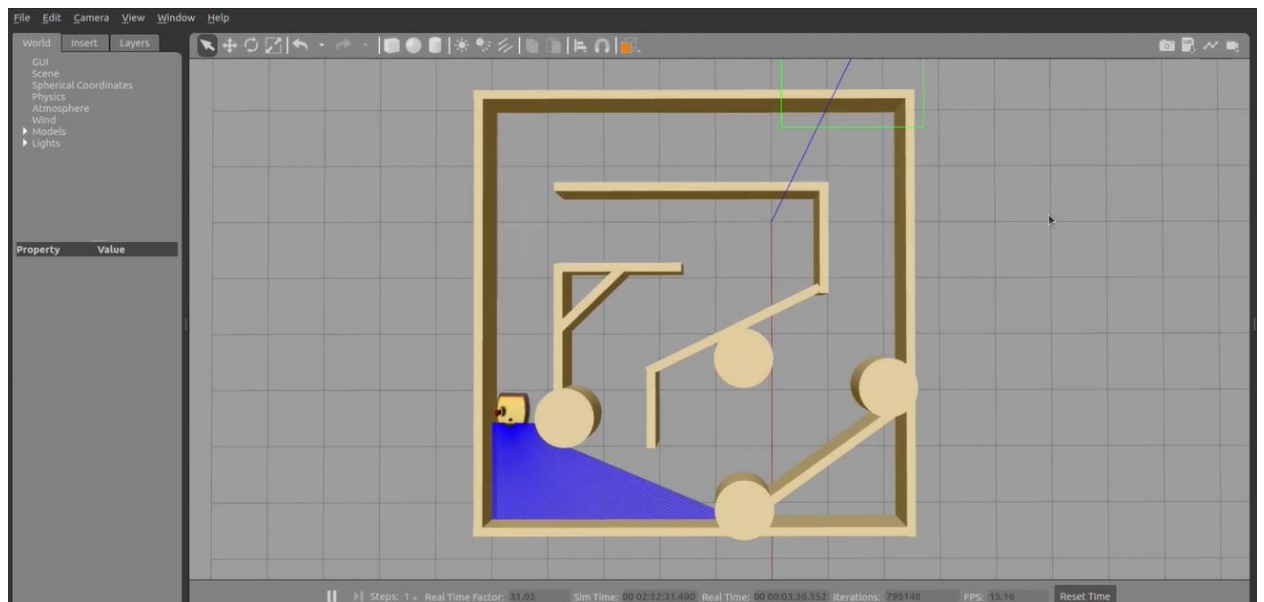 File Edit Camera View Window Help
World Insert Layers
GUI
Scene
Spherical Coordinates
Physics
Atmosphere
Wind
Models
Lights
Property Value
Steps: 1 Real Time Factor: 31.05 Sim Time: 00 02:12:31.480 Real Time: 00 00:03:36.552 Iterations: 795148 FPS: 15.16 Reset Time